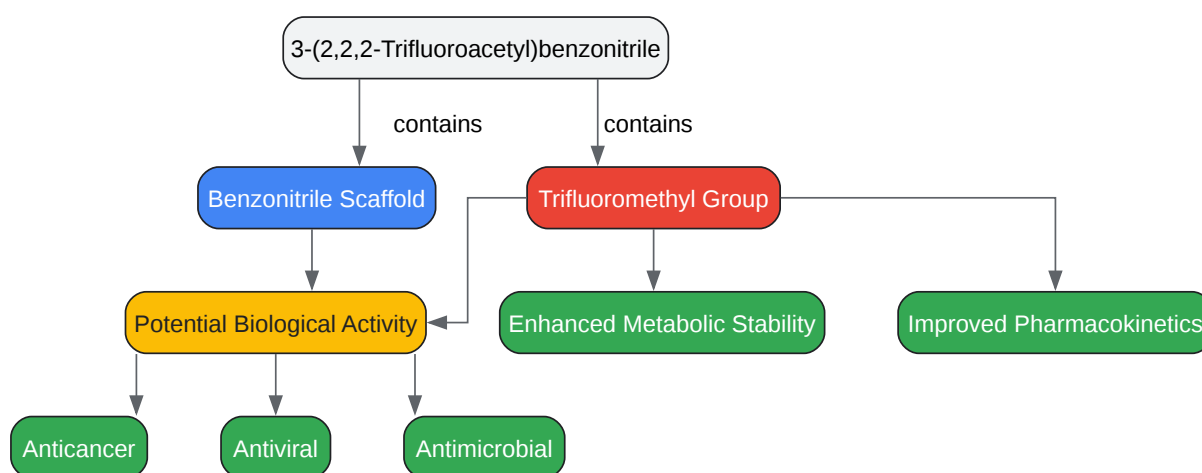 3-(2,2,2-Trifluoroacetyl)benzonitrile
contains
contains
Benzonitrile Scaffold
Trifluoromethyl Group
Potential Biological Activity
Enhanced Metabolic Stability
Improved Pharmacokinetics
Anticancer
Antiviral
Antimicrobial